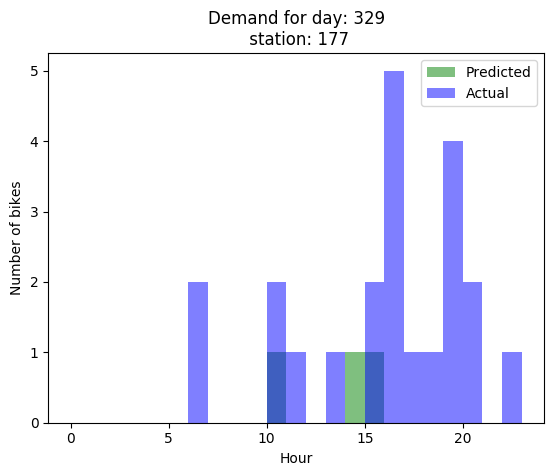 Demand for day: 329
station: 177
Predicted
Actual
Number of bikes
5
4
3
2
1
0
0 5 10 15 20
Hour